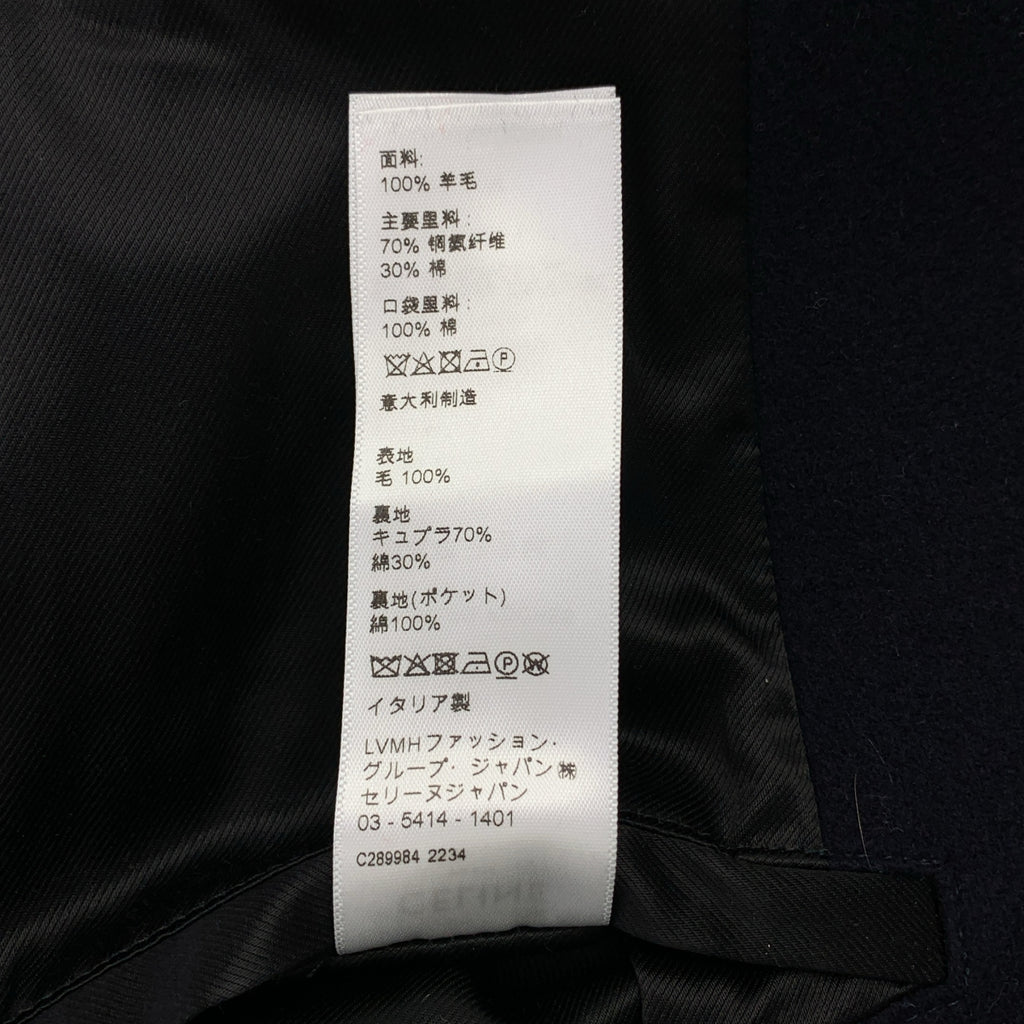 面料:
100% 羊毛
主要里料:
70% 铜氨纤维
30% 棉
口袋里料:
100% 棉
P
意大利制造
表地
毛 100%
裏地
キュプラ70%
綿30%
裏地(ポケット)
綿100%
P W
イタリア製
LVMHファッション・
グループ・ジャパン㈱
セリーヌジャパン
03 - 5414 - 1401
C289984 2234